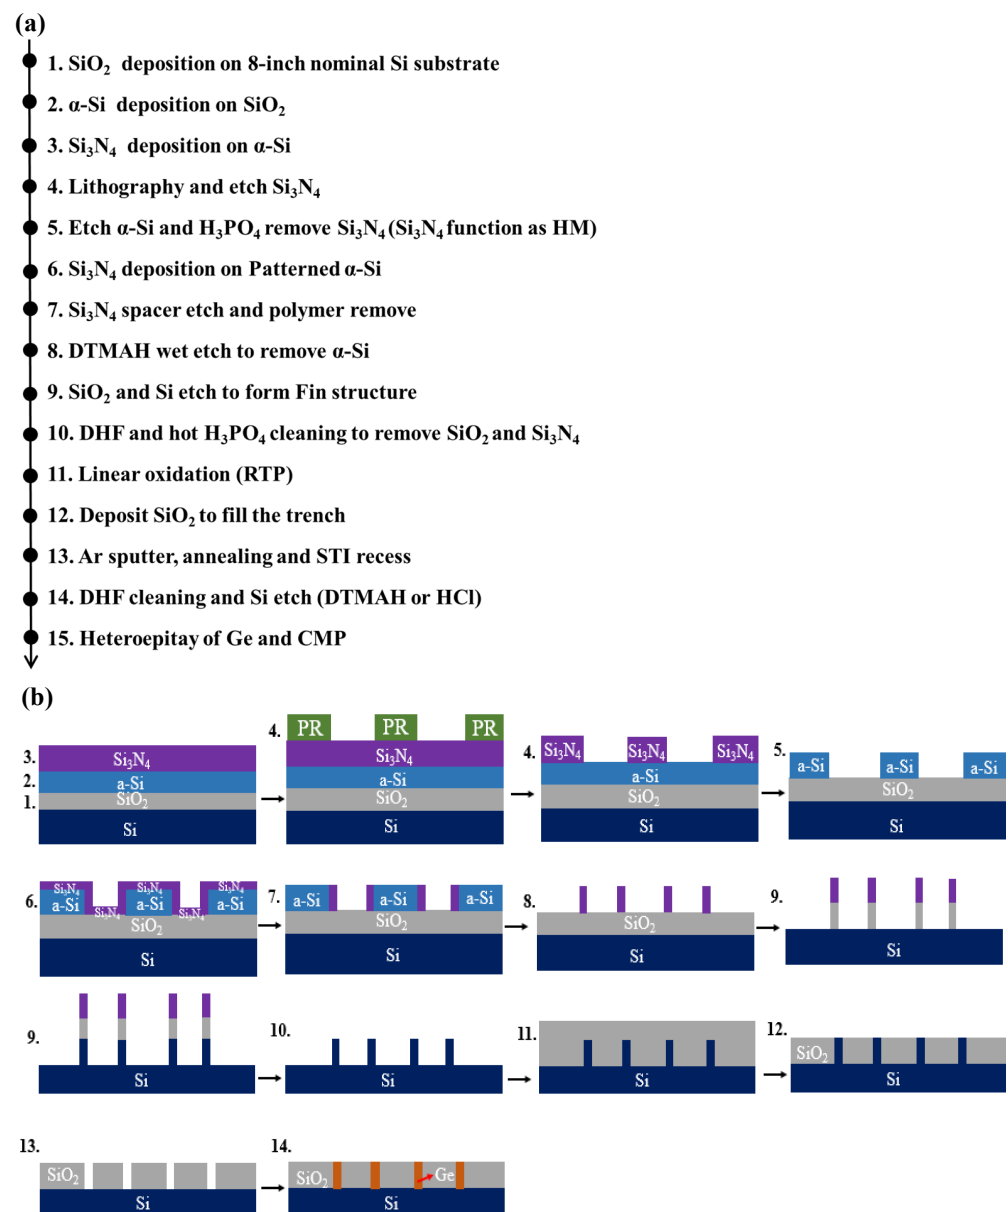 (a)
1. SiO₂ deposition on 8-inch nominal Si substrate
2. α-Si deposition on SiO₂
3. Si₃N₄ deposition on α-Si
4. Lithography and etch Si₃N₄
5. Etch α-Si and H₃PO₄ remove Si₃N₄ (Si₃N₄ function as HM)
6. Si₃N₄ deposition on Patterned α-Si
7. Si₃N₄ spacer etch and polymer remove
8. DTMAH wet etch to remove α-Si
9. SiO₂ and Si etch to form Fin structure
10. DHF and hot H₃PO₄ cleaning to remove SiO₂ and Si₃N₄
11. Linear oxidation (RTP)
12. Deposit SiO₂ to fill the trench
13. Ar sputter, annealing and STI recess
14. DHF cleaning and Si etch (DTMAH or HCl)
15. Heteroepitay of Ge and CMP
(b)
3. Si₃N₄
2. a-Si
1. SiO₂
Si
4. PR PR PR
Si₃N₄
a-Si
SiO₂
Si
4. Si₃N₄ Si₃N₄ Si₃N₄
a-Si
SiO₂
Si
5. a-Si a-Si a-Si
SiO₂
Si
Si₃N₄ Si₃N₄ Si₃N₄
6. a-Si a-Si a-Si
Si₃N₄ Si₃N₄
SiO₂
Si
7. a-Si a-Si a-Si
SiO₂
Si
8.
SiO₂
Si
9.
Si
9.
Si
10.
Si
11.
Si
12.
SiO₂
Si
13.
SiO₂
Si
14.
SiO₂ Ge
Si